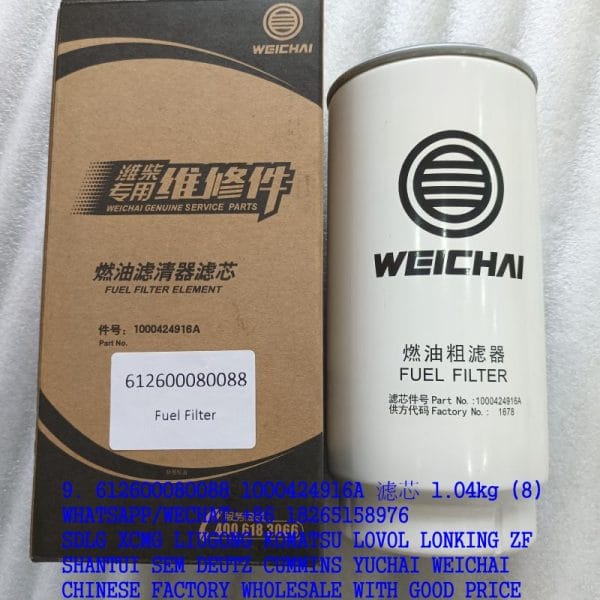 WEICHAI
潍柴
专用维修件
WEICHAI GENUINE SERVICE PARTS
燃油滤清器滤芯
FUEL FILTER ELEMENT
件号：1000424916A
Part No.
612600080088
Fuel Filter
400 618 3066
WEICHAI
燃油粗滤器
FUEL FILTER
滤芯件号 Part No. :1000424916A
供方代码 Factory No. : 1678
9. 612600080088 1000424916A 滤芯 1.04kg (8)
WHATSAPP/WECHAT +86 18265158976
SDLG XCMG LIUGONG KOMATSU LOVOL LONKING ZF
SHANTUI SEM DEUTZ CUMMINS YUCHAI WEICHAI
CHINESE FACTORY WHOLESALE WITH GOOD PRICE